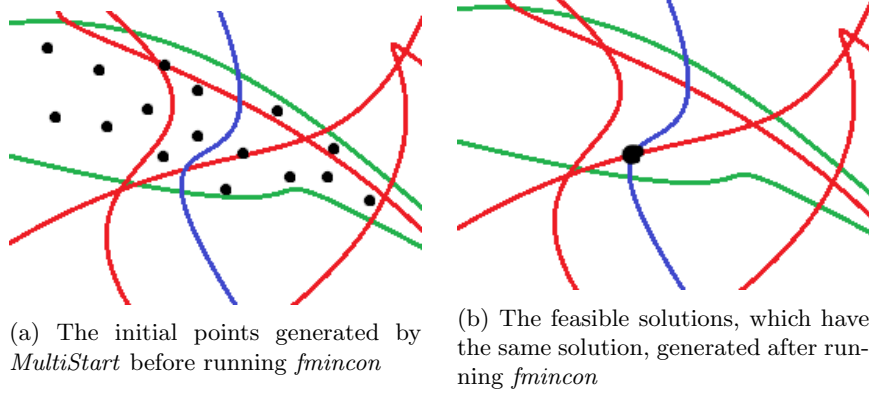 (a) The initial points generated by
MultiStart before running fmincon
(b) The feasible solutions, which have
the same solution, generated after run-
ning fmincon